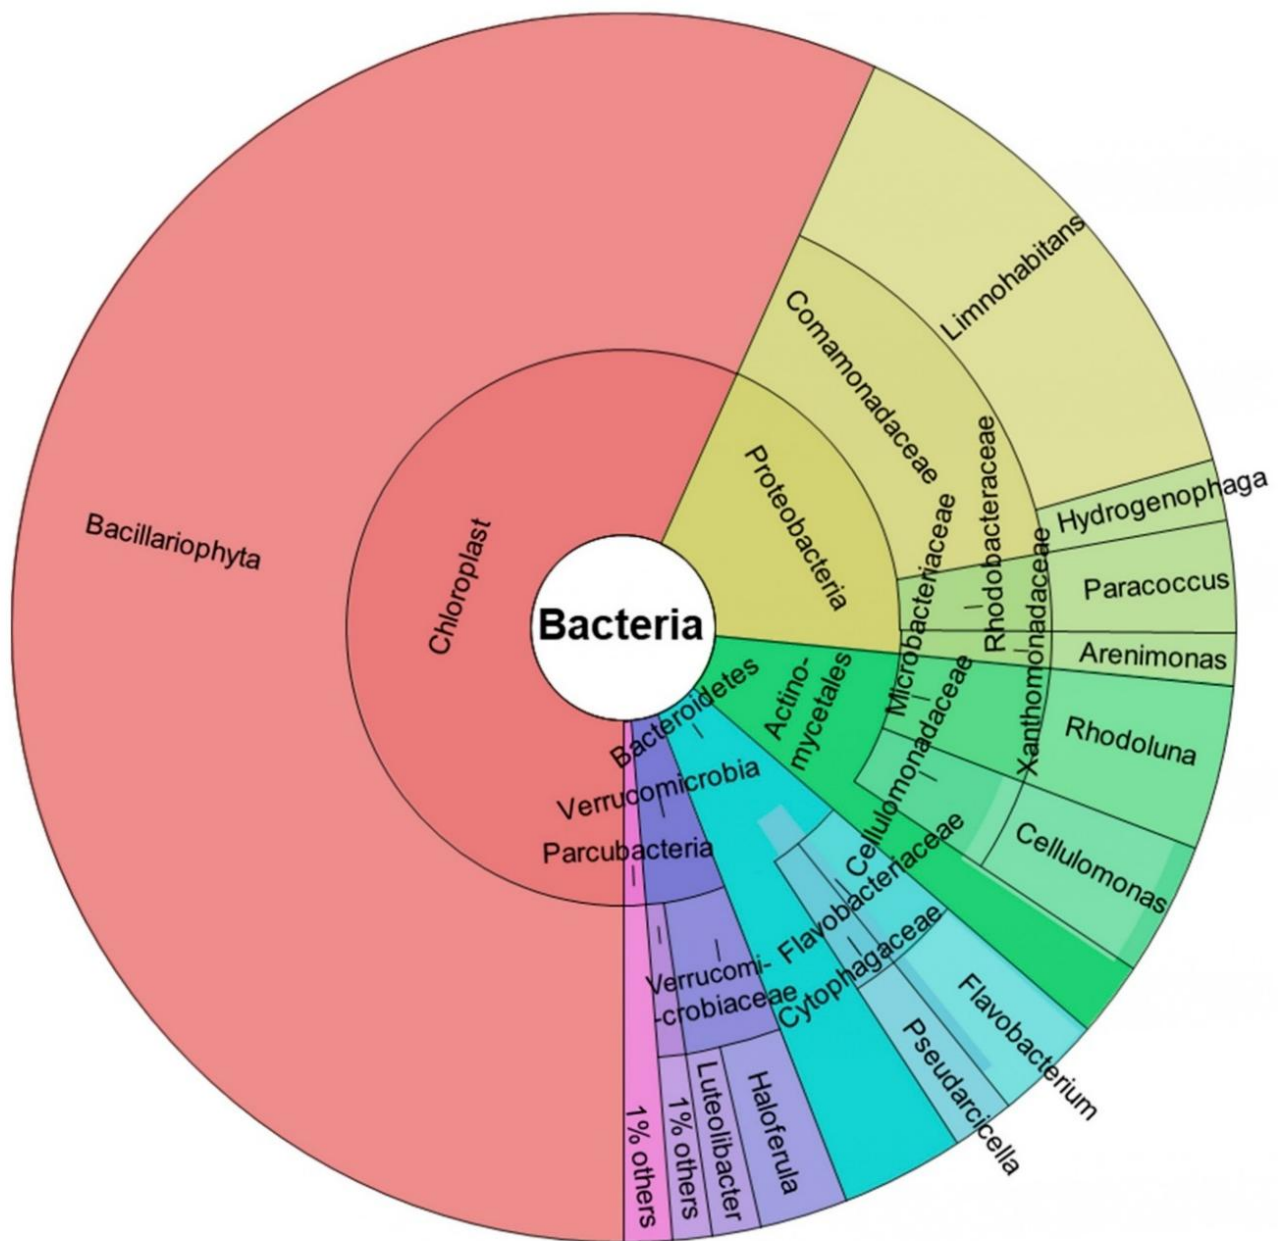 Bacteria
Chloroplast
Bacillariophyta
Proteobacteria
Comamonadaceae
Limnohabitans
Hydrogenophaga
Rhodobacteraceae
Paracoccus
Xanthomonadaceae
Arenimonas
Actino-
mycetales
Microbacteriaceae
Rhodoluna
Cellulomonadaceae
Cellulomonas
Bacteroidetes
Flavobacteriaceae
Flavobacterium
Cytophagaceae
Pseudarcicella
Verrucomicrobia
Verrucomi-
-crobiaceae
Haloferula
Luteolibacter
1% others
Parcubacteria
1% others